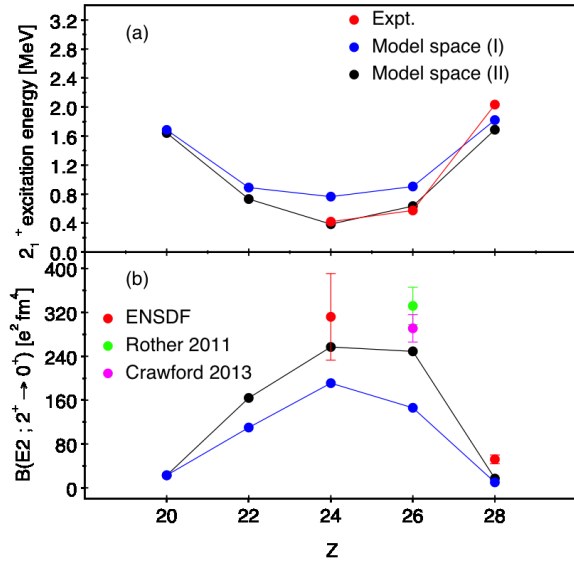 (a)
Expt.
Model space (I)
Model space (II)
2₁⁺ excitation energy [MeV]
3.2
2.8
2.4
2.0
1.6
1.2
0.8
0.4
0.0
(b)
ENSDF
Rother 2011
Crawford 2013
B(E2 ; 2⁺ → 0⁺) [e² fm⁴]
400
320
240
160
80
0
20 22 24 26 28
Z